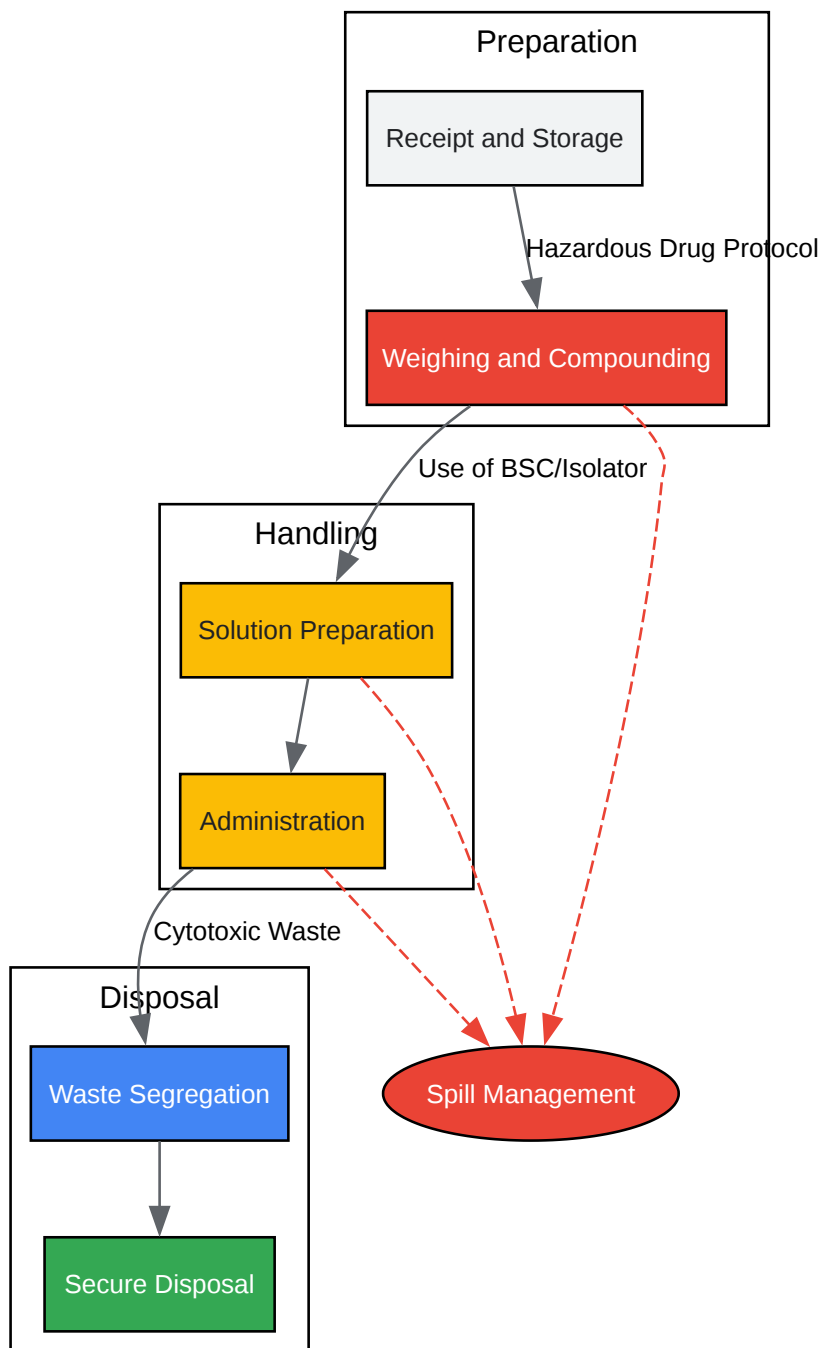 Preparation
Receipt and Storage
Hazardous Drug Protocol
Weighing and Compounding
Use of BSC/Isolator
Handling
Solution Preparation
Administration
Cytotoxic Waste
Disposal
Waste Segregation
Spill Management
Secure Disposal